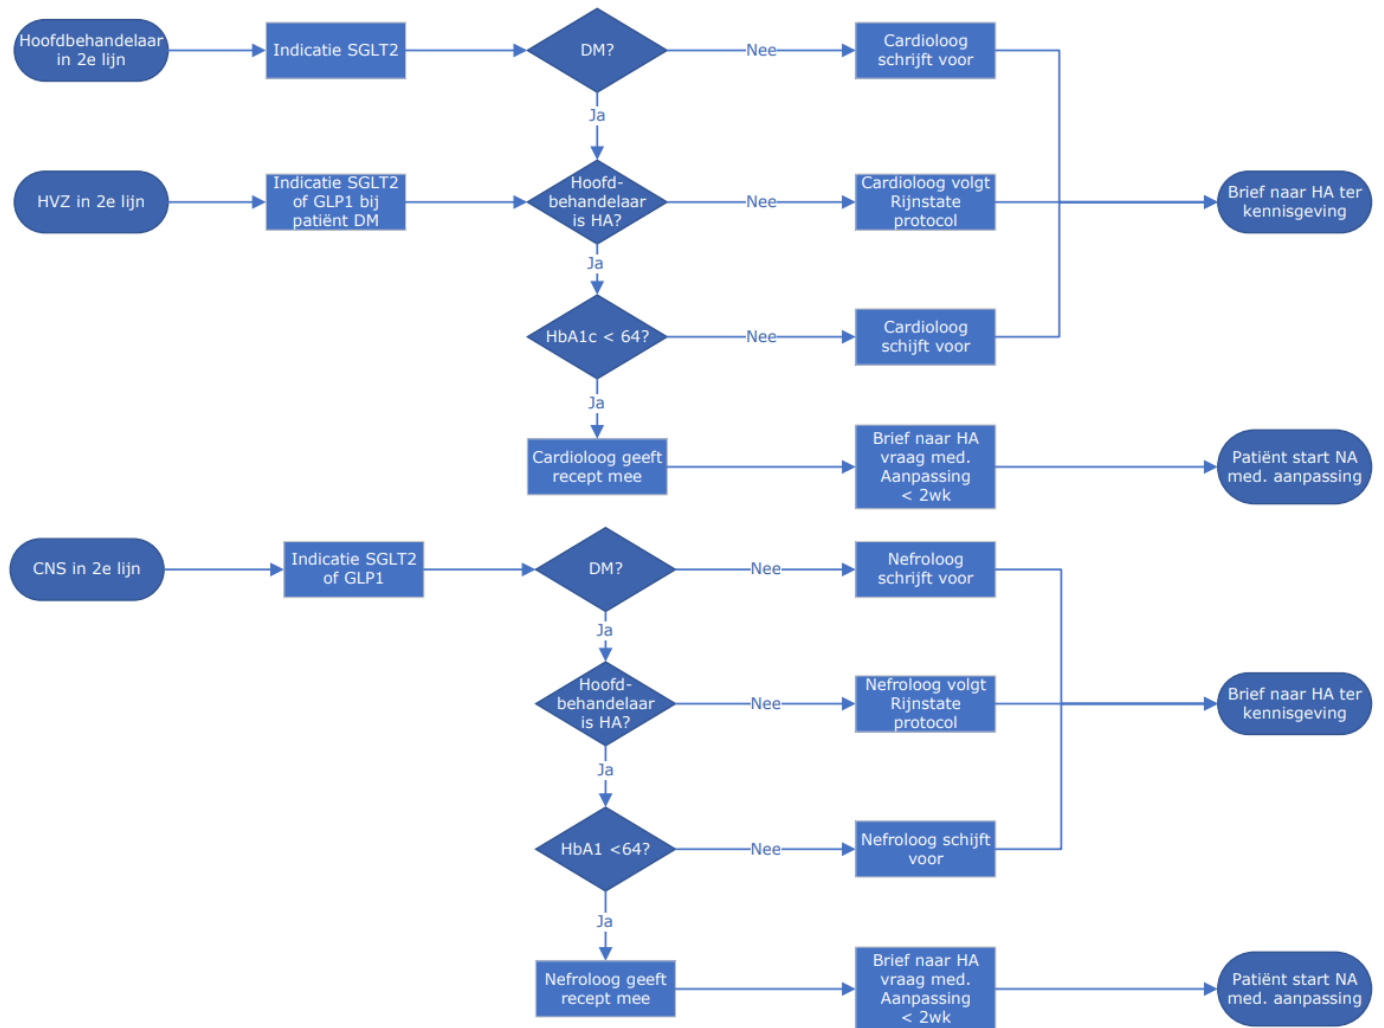 Hoofdbehandelaar
in 2e lijn
Indicatie SGLT2
DM?
Nee
Cardioloog
schrijft voor
Ja
HVZ in 2e lijn
Indicatie SGLT2
of GLP1 bij
patiënt DM
Hoofd-
behandelaar
is HA?
Nee
Cardioloog volgt
Rijnstate
protocol
Brief naar HA ter
kennisgeving
Ja
HbA1c < 64?
Nee
Cardioloog
schijft voor
Ja
Cardioloog geeft
recept mee
Brief naar HA
vraag med.
Aanpassing
< 2wk
Patiënt start NA
med. aanpassing
CNS in 2e lijn
Indicatie SGLT2
of GLP1
DM?
Nee
Nefroloog
schrijft voor
Ja
Hoofd-
behandelaar
is HA?
Nee
Nefroloog volgt
Rijnstate
protocol
Brief naar HA ter
kennisgeving
Ja
HbA1 <64?
Nee
Nefroloog schijft
voor
Ja
Nefroloog geeft
recept mee
Brief naar HA
vraag med.
Aanpassing
< 2wk
Patiënt start NA
med. aanpassing